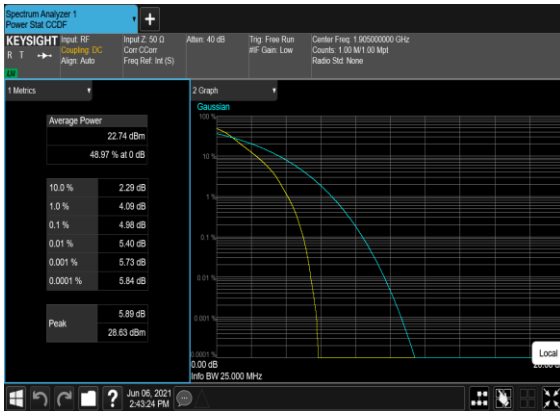 Spectrum Analyzer 1
Power Stat CCDF
+
KEYSIGHT
R T
LM
Input: RF
Coupling: DC
Align: Auto
Input Z: 50 Ω
Corr CCorr
Freq Ref: Int (S)
Atten: 40 dB
Trig: Free Run
#IF Gain: Low
Center Freq: 1.905000000 GHz
Counts: 1.00 M/1.00 Mpt
Radio Std: None
1 Metrics
Average Power
22.74 dBm
48.97 % at 0 dB
10.0 % 2.29 dB
1.0 % 4.09 dB
0.1 % 4.98 dB
0.01 % 5.40 dB
0.001 % 5.73 dB
0.0001 % 5.84 dB
Peak
5.89 dB
28.63 dBm
2 Graph
Gaussian
100 %
10 %
1 %
0.1 %
0.01 %
0.001 %
0.0001 %
0.00 dB
Info BW 25.000 MHz
Local
?
Jun 06, 2021
2:43:24 PM